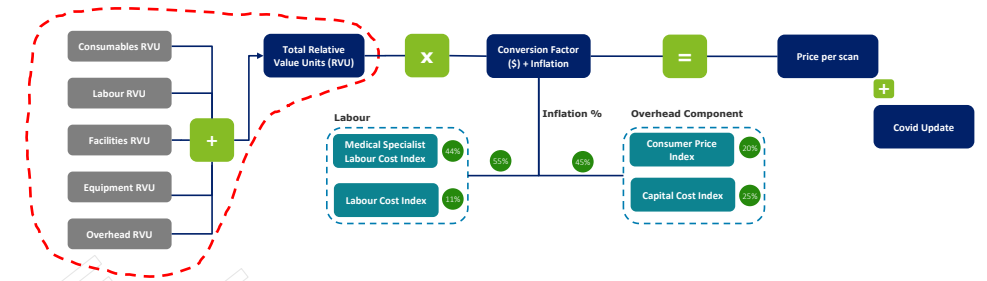 Consumables RVU
Labour RVU
Facilities RVU
Equipment RVU
Overhead RVU
+
Total Relative
Value Units (RVU)
x
Conversion Factor
($) + Inflation
=
Price per scan
+
Covid Update
Inflation %
Labour
Medical Specialist
Labour Cost Index
44%
Labour Cost Index
11%
55%
45%
Overhead Component
Consumer Price
Index
20%
Capital Cost Index
25%